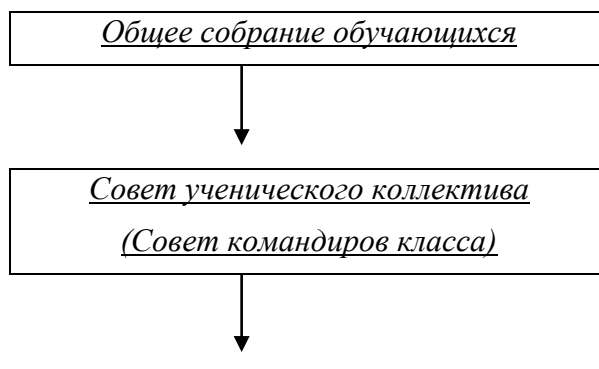 Общее собрание обучающихся
Совет ученического коллектива
(Совет командиров класса)